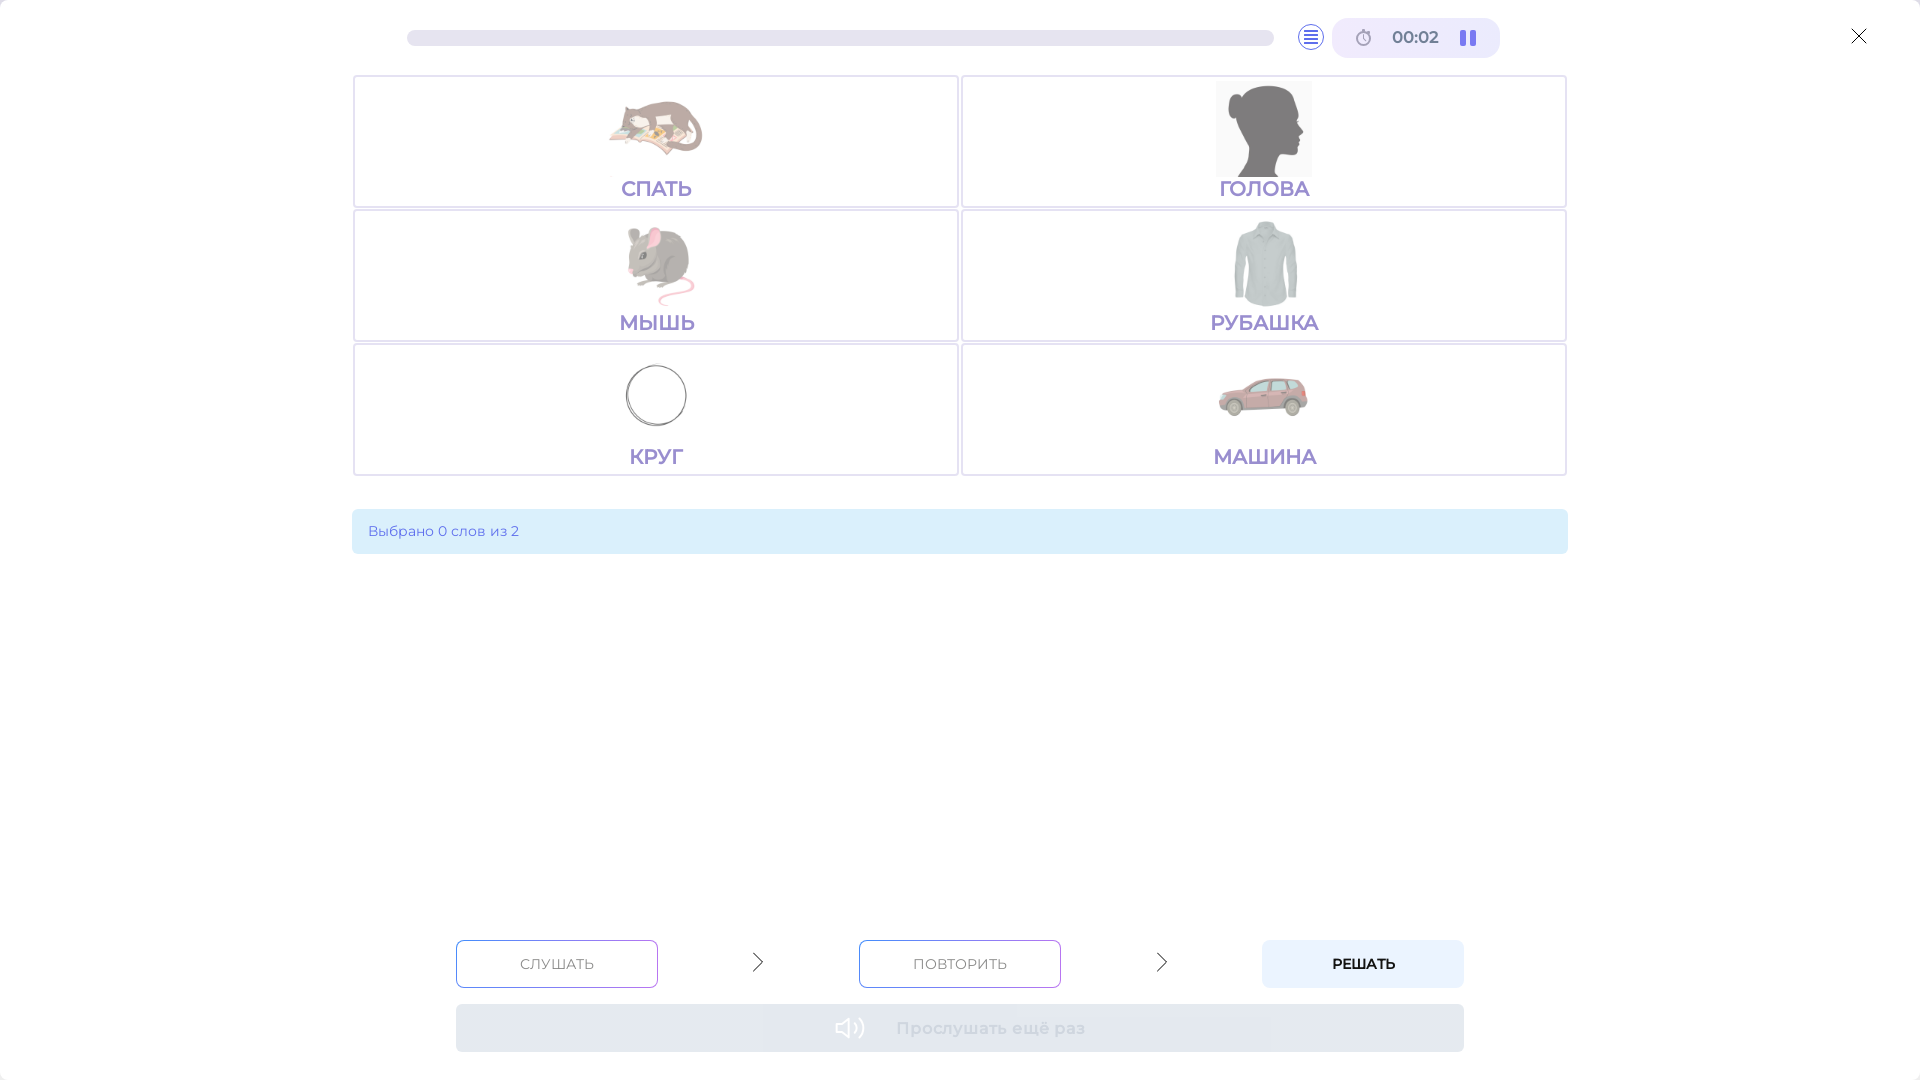 00:02
СПАТЬ
ГОЛОВА
МЫШЬ
РУБАШКА
КРУГ
МАШИНА
Выбрано 0 слов из 2
СЛУШАТЬ
ПОВТОРИТЬ
РЕШАТЬ
Прослушать ещё раз